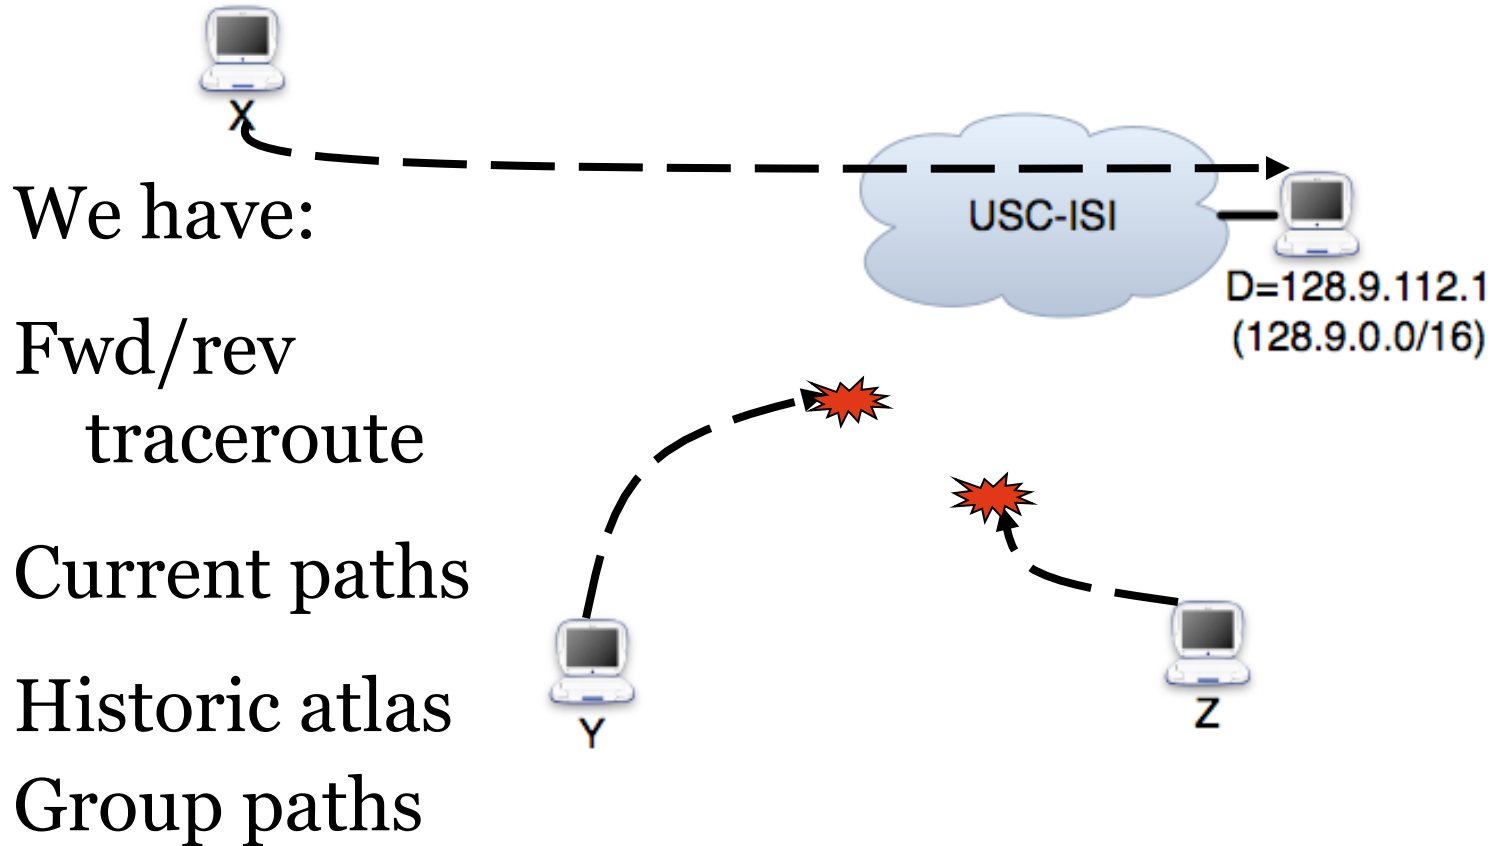 X
We have:
USC-ISI
D=128.9.112.1
(128.9.0.0/16)
Fwd/rev
traceroute
Current paths
Historic atlas
Group paths
Y
Z